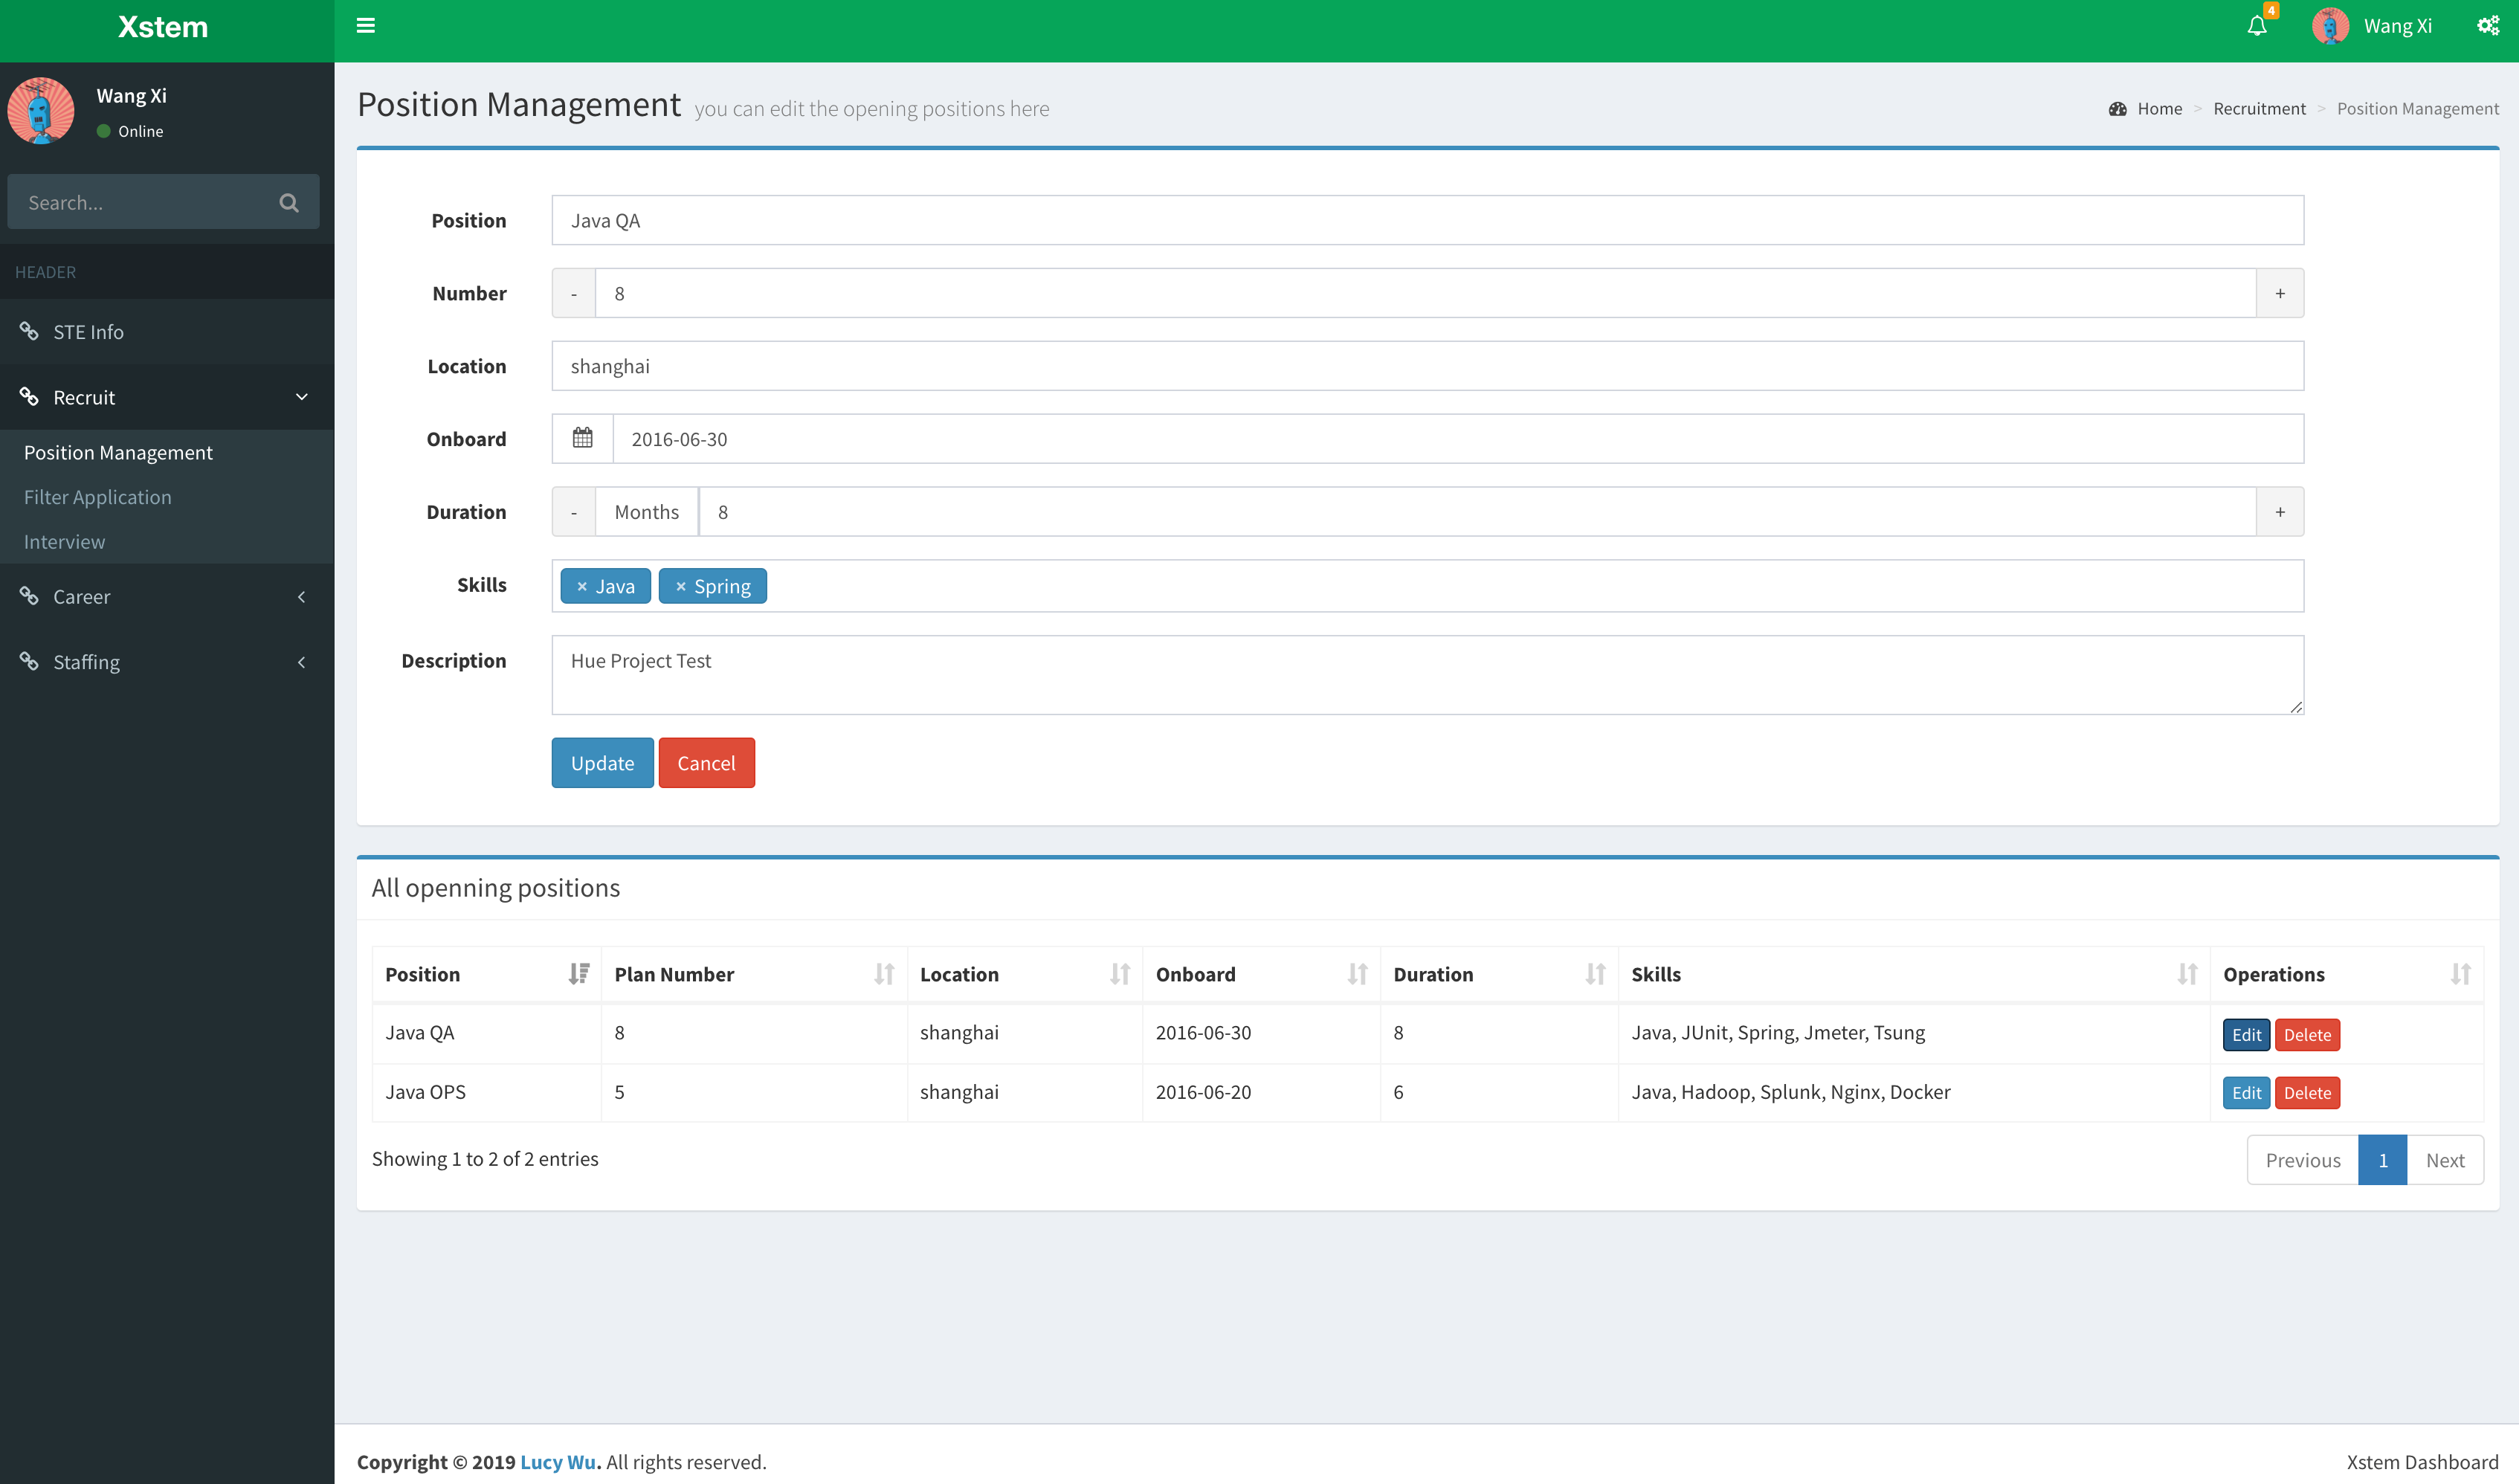 Xstem
4
Wang Xi
Wang Xi
Online
Search...
HEADER
STE Info
Recruit
Position Management
Filter Application
Interview
Career
Staffing
Position Management you can edit the opening positions here
Home > Recruitment > Position Management
Position
Java QA
Number
- 8 +
Location
shanghai
Onboard
2016-06-30
Duration
- Months 8 +
Skills
× Java × Spring
Description
Hue Project Test
Update Cancel
All openning positions
Position Plan Number Location Onboard Duration Skills Operations
Java QA 8 shanghai 2016-06-30 8 Java, JUnit, Spring, Jmeter, Tsung Edit Delete
Java OPS 5 shanghai 2016-06-20 6 Java, Hadoop, Splunk, Nginx, Docker Edit Delete
Showing 1 to 2 of 2 entries
Previous 1 Next
Copyright © 2019 Lucy Wu. All rights reserved.
Xstem Dashboard